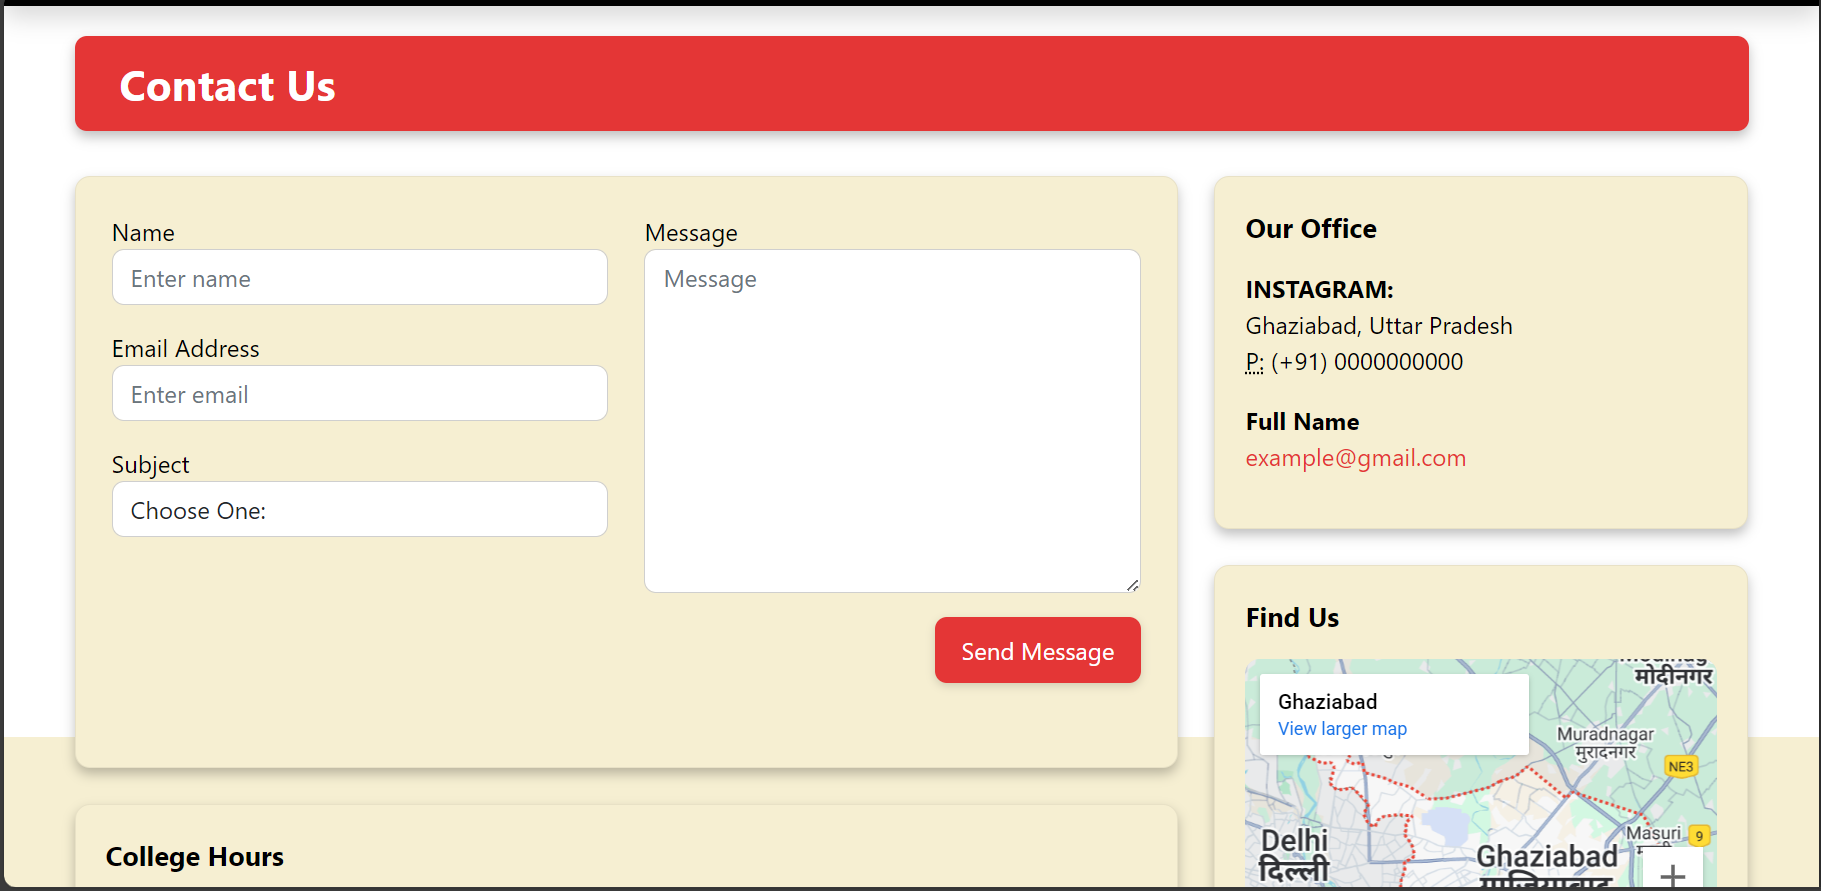 Contact Us
Name
Enter name
Email Address
Enter email
Subject
Choose One:
Message
Message
Send Message
College Hours
Our Office
INSTAGRAM:
Ghaziabad, Uttar Pradesh
P: (+91) 0000000000
Full Name
example@gmail.com
Find Us
Ghaziabad
View larger map
मोदीनगर
Muradnagar
मुरादनगर
NE3
Masuri
9
Delhi
दिल्ली
Ghaziabad